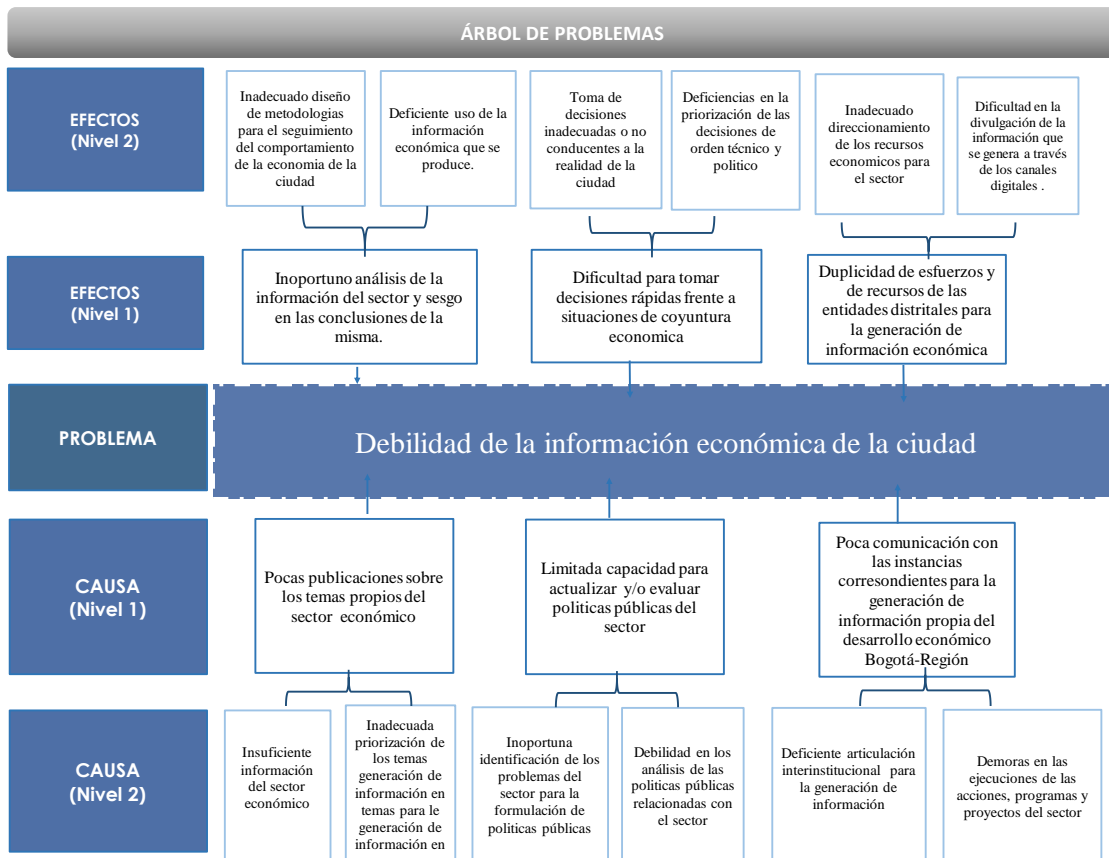 ÁRBOL DE PROBLEMAS
EFECTOS
(Nivel 2)
Inadecuado diseño
de metodologias
para el seguimiento
del comportamiento
de la economia de la
ciudad
Deficiente uso de la
información
económica que se
produce.
Toma de
decisiones
inadecuadas o no
conducentes a la
realidad de la
ciudad
Deficiencias en la
priorización de las
decisiones de
orden técnico y
politico
Inadecuado
direccionamiento
de los recursos
economicos para
el sector
Dificultad en la
divulgación de la
información que
se genera a través
de los canales
digitales .
EFECTOS
(Nivel 1)
Inoportuno análisis de la
información del sector y sesgo
en las conclusiones de la
misma.
Dificultad para tomar
decisiones rápidas frente a
situaciones de coyuntura
economica
Duplicidad de esfuerzos y
de recursos de las
entidades distritales para
la generación de
información económica
PROBLEMA
Debilidad de la información económica de la ciudad
CAUSA
(Nivel 1)
Pocas publicaciones sobre
los temas propios del
sector económico
Limitada capacidad para
actualizar y/o evaluar
politicas públicas del
sector
Poca comunicación con
las instancias
corresondientes para la
generación de
información propia del
desarrollo económico
Bogotá-Región
CAUSA
(Nivel 2)
Insuficiente
información
del sector
económico
Inadecuada
priorización de
los temas
generación de
información en
temas para le
generación de
información en
Inoportuna
identificación de los
problemas del
sector para la
formulación de
politicas públicas
Debilidad en los
análisis de las
politicas públicas
relacionadas con
el sector
Deficiente articulación
interinstitucional para
la generación de
información
Demoras en las
ejecuciones de las
acciones, programas y
proyectos del sector